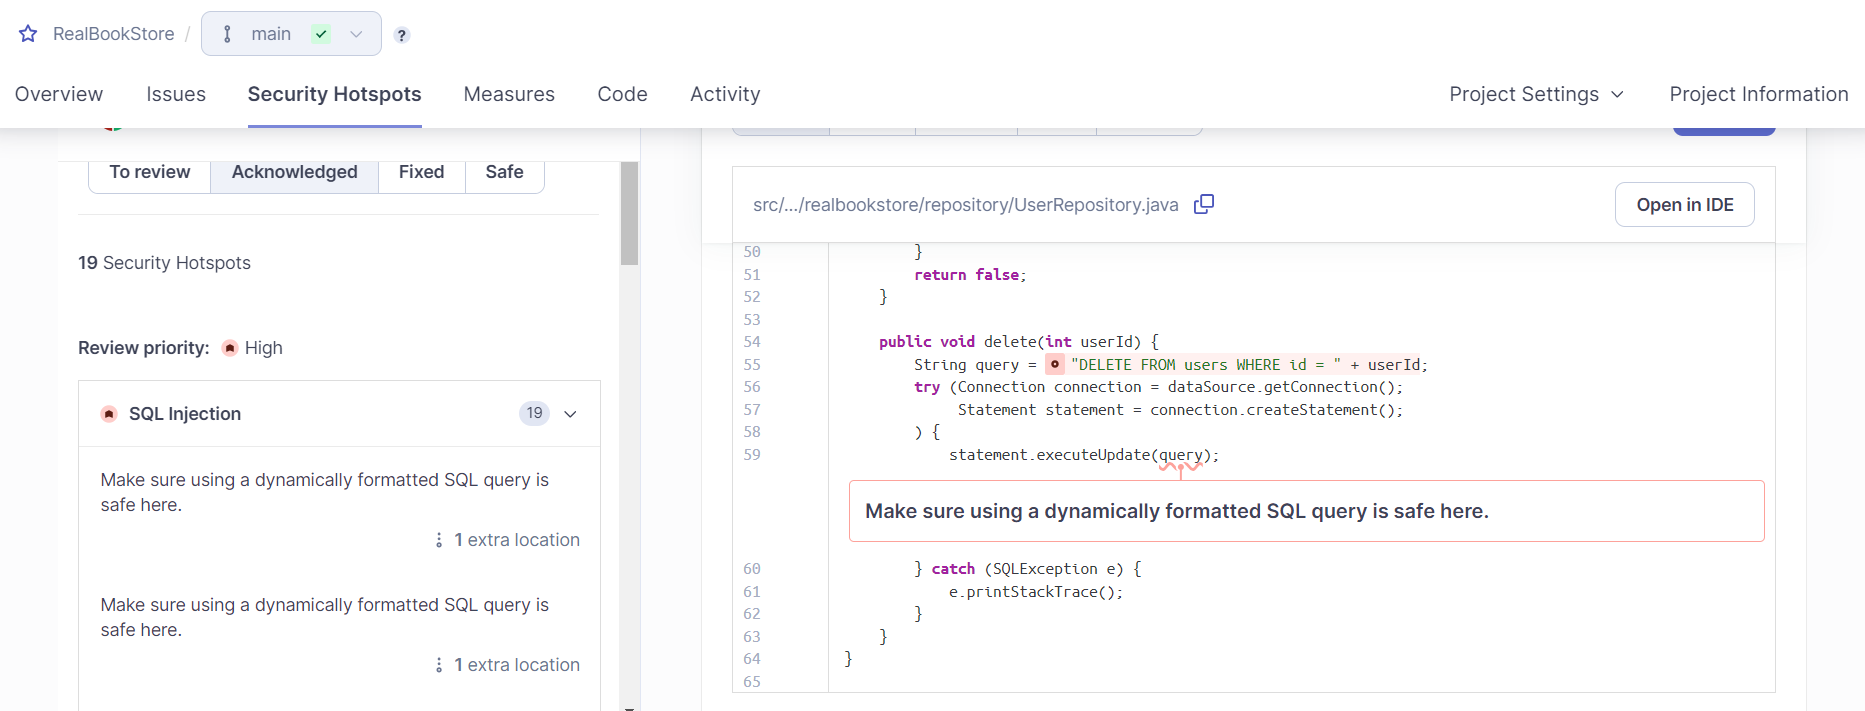 RealBookStore / main ?
Overview Issues Security Hotspots Measures Code Activity Project Settings Project Information
To review Acknowledged Fixed Safe
19 Security Hotspots
Review priority: High
SQL Injection 19
Make sure using a dynamically formatted SQL query is
safe here.
1 extra location
Make sure using a dynamically formatted SQL query is
safe here.
1 extra location
src/.../realbookstore/repository/UserRepository.java Open in IDE
50 }
51 return false;
52 }
53
54 public void delete(int userId) {
55 String query = "DELETE FROM users WHERE id = " + userId;
56 try (Connection connection = dataSource.getConnection();
57 Statement statement = connection.createStatement();
58 ) {
59 statement.executeUpdate(query);
Make sure using a dynamically formatted SQL query is safe here.
60 } catch (SQLException e) {
61 e.printStackTrace();
62 }
63 }
64 }
65